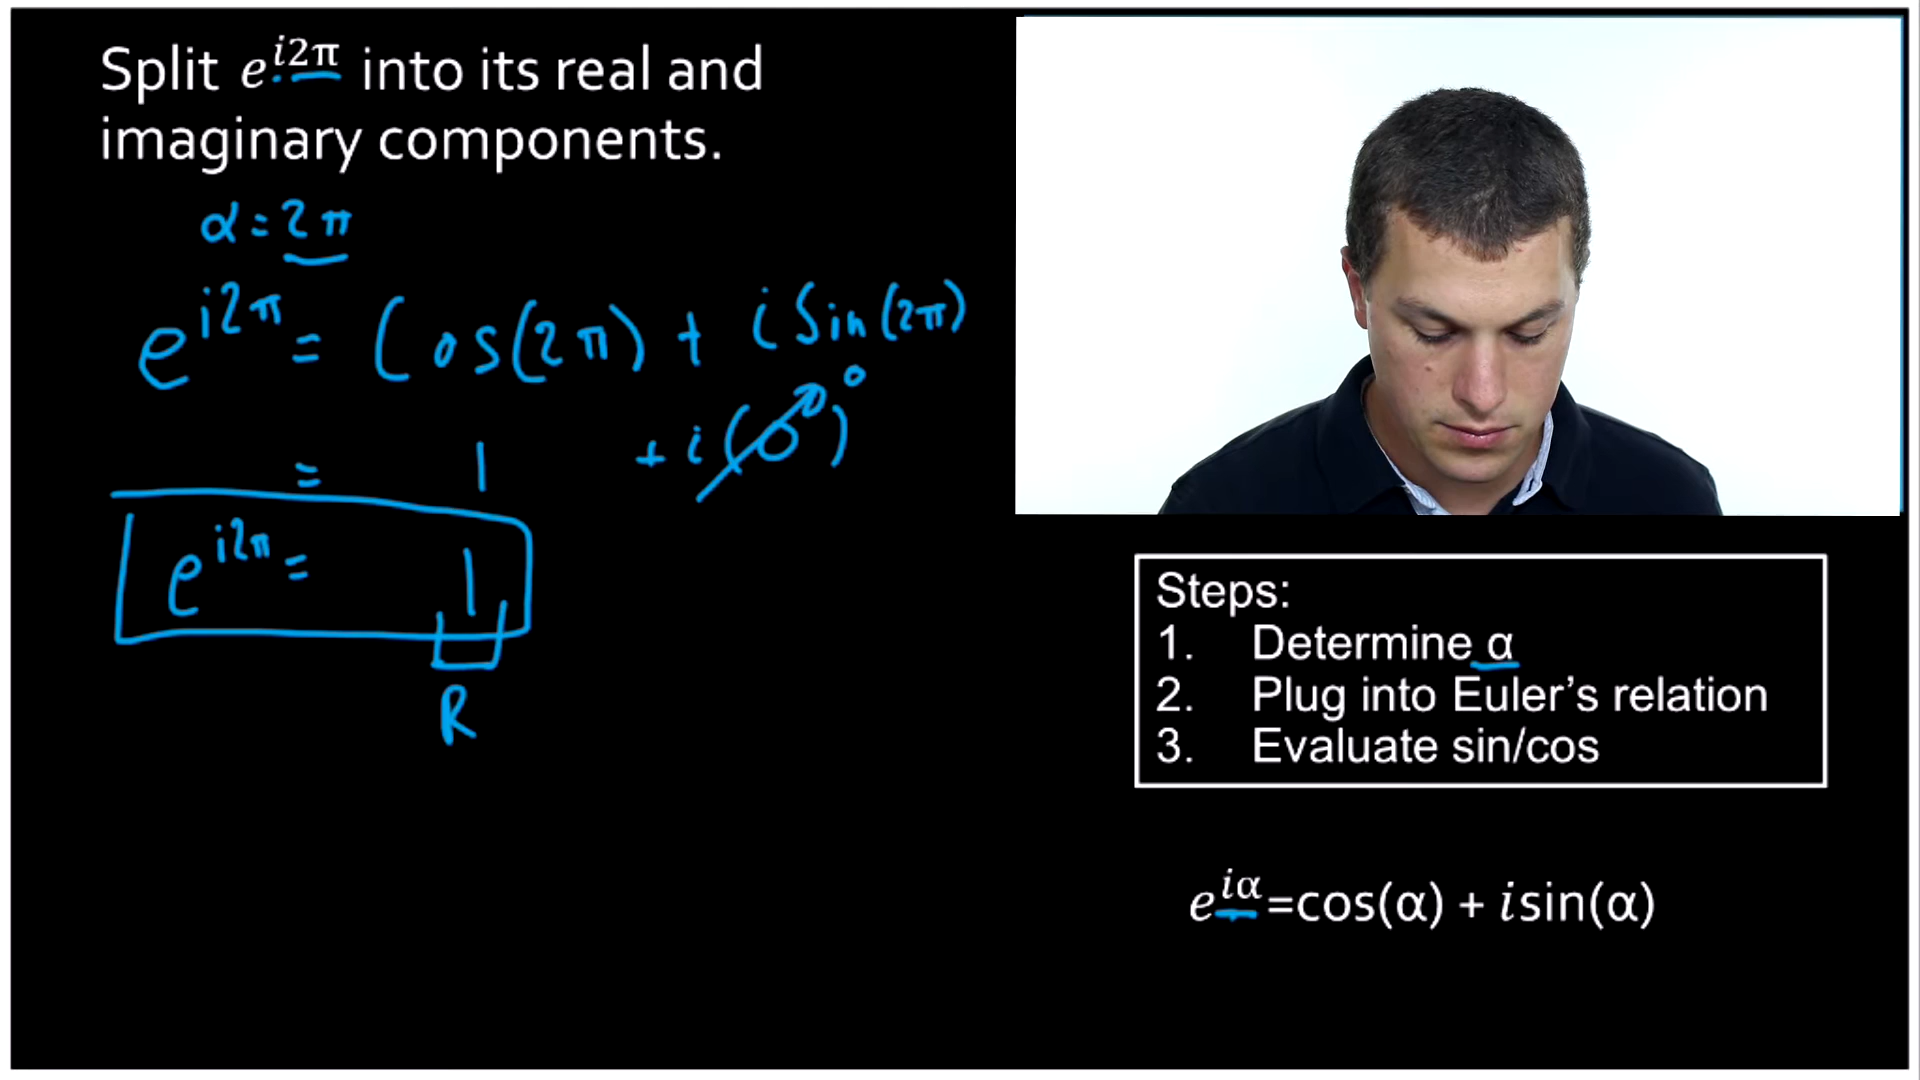 Split e^{i2π} into its real and
imaginary components.
α = 2π
e^{i2π} = Cos(2π) + i Sin(2π)
= 1 + i(0)^0
e^{i2π} = 1
R
Steps:
1. Determine α
2. Plug into Euler's relation
3. Evaluate sin/cos
e^{iα}=cos(α) + isin(α)